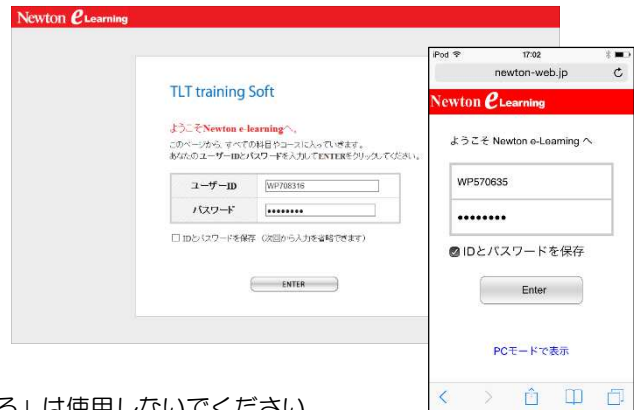 Newton eLearning
TLT training Soft
ようこそNewton e-learningへ。
このページから、すべての科目やコースに入っていきます。
あなたのユーザーIDとパスワードを入力してENTERをクリックしてください。
ユーザーID WP708316
パスワード ••••••••
IDとパスワードを保存（次回から入力を省略できます）
ENTER
iPod 17:02
newton-web.jp
Newton eLearning
ようこそ Newton e-Learning へ
WP570635
••••••••
IDとパスワードを保存
Enter
PCモードで表示
る」は使用しないでください